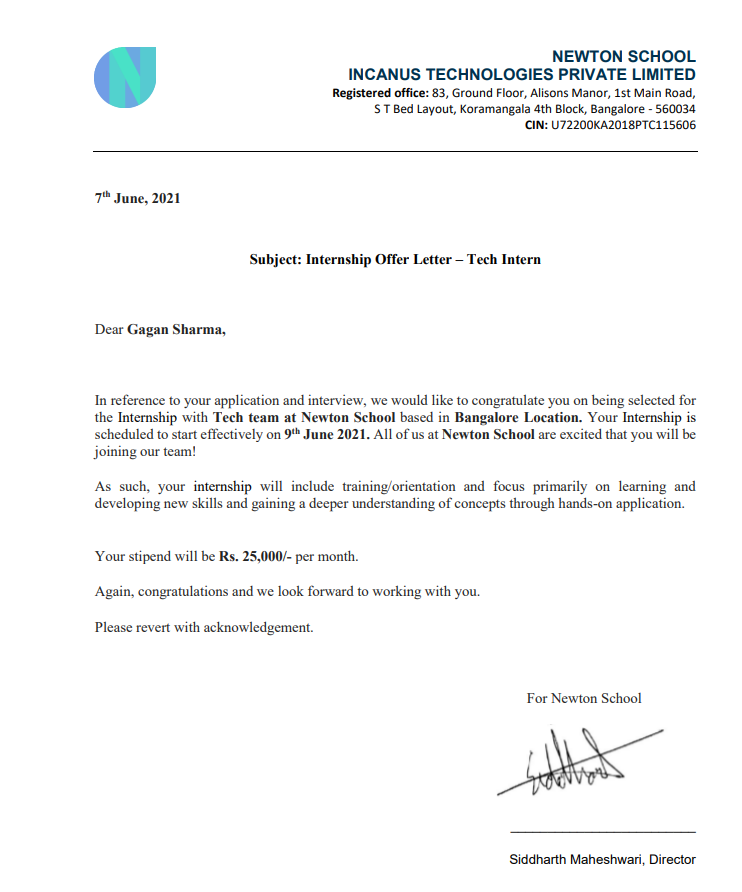 NEWTON SCHOOL
INCANUS TECHNOLOGIES PRIVATE LIMITED
Registered office: 83, Ground Floor, Alisons Manor, 1st Main Road,
S T Bed Layout, Koramangala 4th Block, Bangalore - 560034
CIN: U72200KA2018PTC115606
7th June, 2021
Subject: Internship Offer Letter – Tech Intern
Dear Gagan Sharma,
In reference to your application and interview, we would like to congratulate you on being selected for
the Internship with Tech team at Newton School based in Bangalore Location. Your Internship is
scheduled to start effectively on 9th June 2021. All of us at Newton School are excited that you will be
joining our team!
As such, your internship will include training/orientation and focus primarily on learning and
developing new skills and gaining a deeper understanding of concepts through hands-on application.
Your stipend will be Rs. 25,000/- per month.
Again, congratulations and we look forward to working with you.
Please revert with acknowledgement.
For Newton School
Siddharth Maheshwari, Director